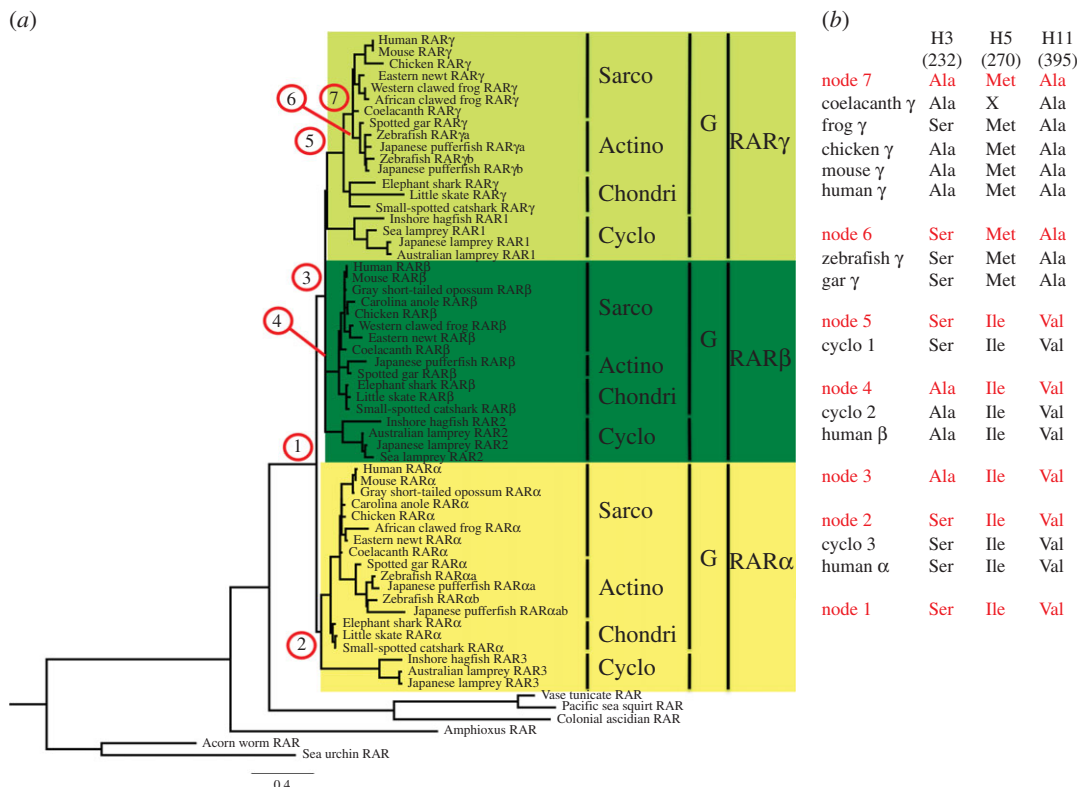 (a)
Human RARγ
Mouse RARγ
Chicken RARγ
Eastern newt RARγ
Western clawed frog RARγ
African clawed frog RARγ
Coelacanth RARγ
Spotted gar RARγ
Zebrafish RARγa
Japanese pufferfish RARγa
Zebrafish RARγb
Japanese pufferfish RARγb
Elephant shark RARγ
Little skate RARγ
Small-spotted catshark RARγ
Inshore hagfish RAR1
Sea lamprey RAR1
Japanese lamprey RAR1
Australian lamprey RAR1
Sarco
Actino
Chondri
Cyclo
G
RARγ
7
6
5
Human RARβ
Mouse RARβ
Gray short-tailed opossum RARβ
Carolina anole RARβ
Chicken RARβ
Western clawed frog RARβ
Eastern newt RARβ
Coelacanth RARβ
Japanese pufferfish RARβ
Spotted gar RARβ
Elephant shark RARβ
Little skate RARβ
Small-spotted catshark RARβ
Inshore hagfish RAR2
Australian lamprey RAR2
Japanese lamprey RAR2
Sea lamprey RAR2
Sarco
Actino
Chondri
Cyclo
G
RARβ
3
4
1
Human RARα
Mouse RARα
Gray short-tailed opossum RARα
Carolina anole RARα
Chicken RARα
African clawed frog RARα
Eastern newt RARα
Coelacanth RARα
Spotted gar RARα
Zebrafish RARαa
Japanese pufferfish RARαa
Zebrafish RARαb
Japanese pufferfish RARαab
Elephant shark RARα
Little skate RARα
Small-spotted catshark RARα
Inshore hagfish RAR3
Australian lamprey RAR3
Japanese lamprey RAR3
Sarco
Actino
Chondri
Cyclo
G
RARα
2
Vase tunicate RAR
Pacific sea squirt RAR
Colonial ascidian RAR
Amphioxus RAR
Acorn worm RAR
Sea urchin RAR
0.4
(b)
H3 H5 H11
(232) (270) (395)
node 7 Ala Met Ala
coelacanth γ Ala X Ala
frog γ Ser Met Ala
chicken γ Ala Met Ala
mouse γ Ala Met Ala
human γ Ala Met Ala
node 6 Ser Met Ala
zebrafish γ Ser Met Ala
gar γ Ser Met Ala
node 5 Ser Ile Val
cyclo 1 Ser Ile Val
node 4 Ala Ile Val
cyclo 2 Ala Ile Val
human β Ala Ile Val
node 3 Ala Ile Val
node 2 Ser Ile Val
cyclo 3 Ser Ile Val
human α Ser Ile Val
node 1 Ser Ile Val